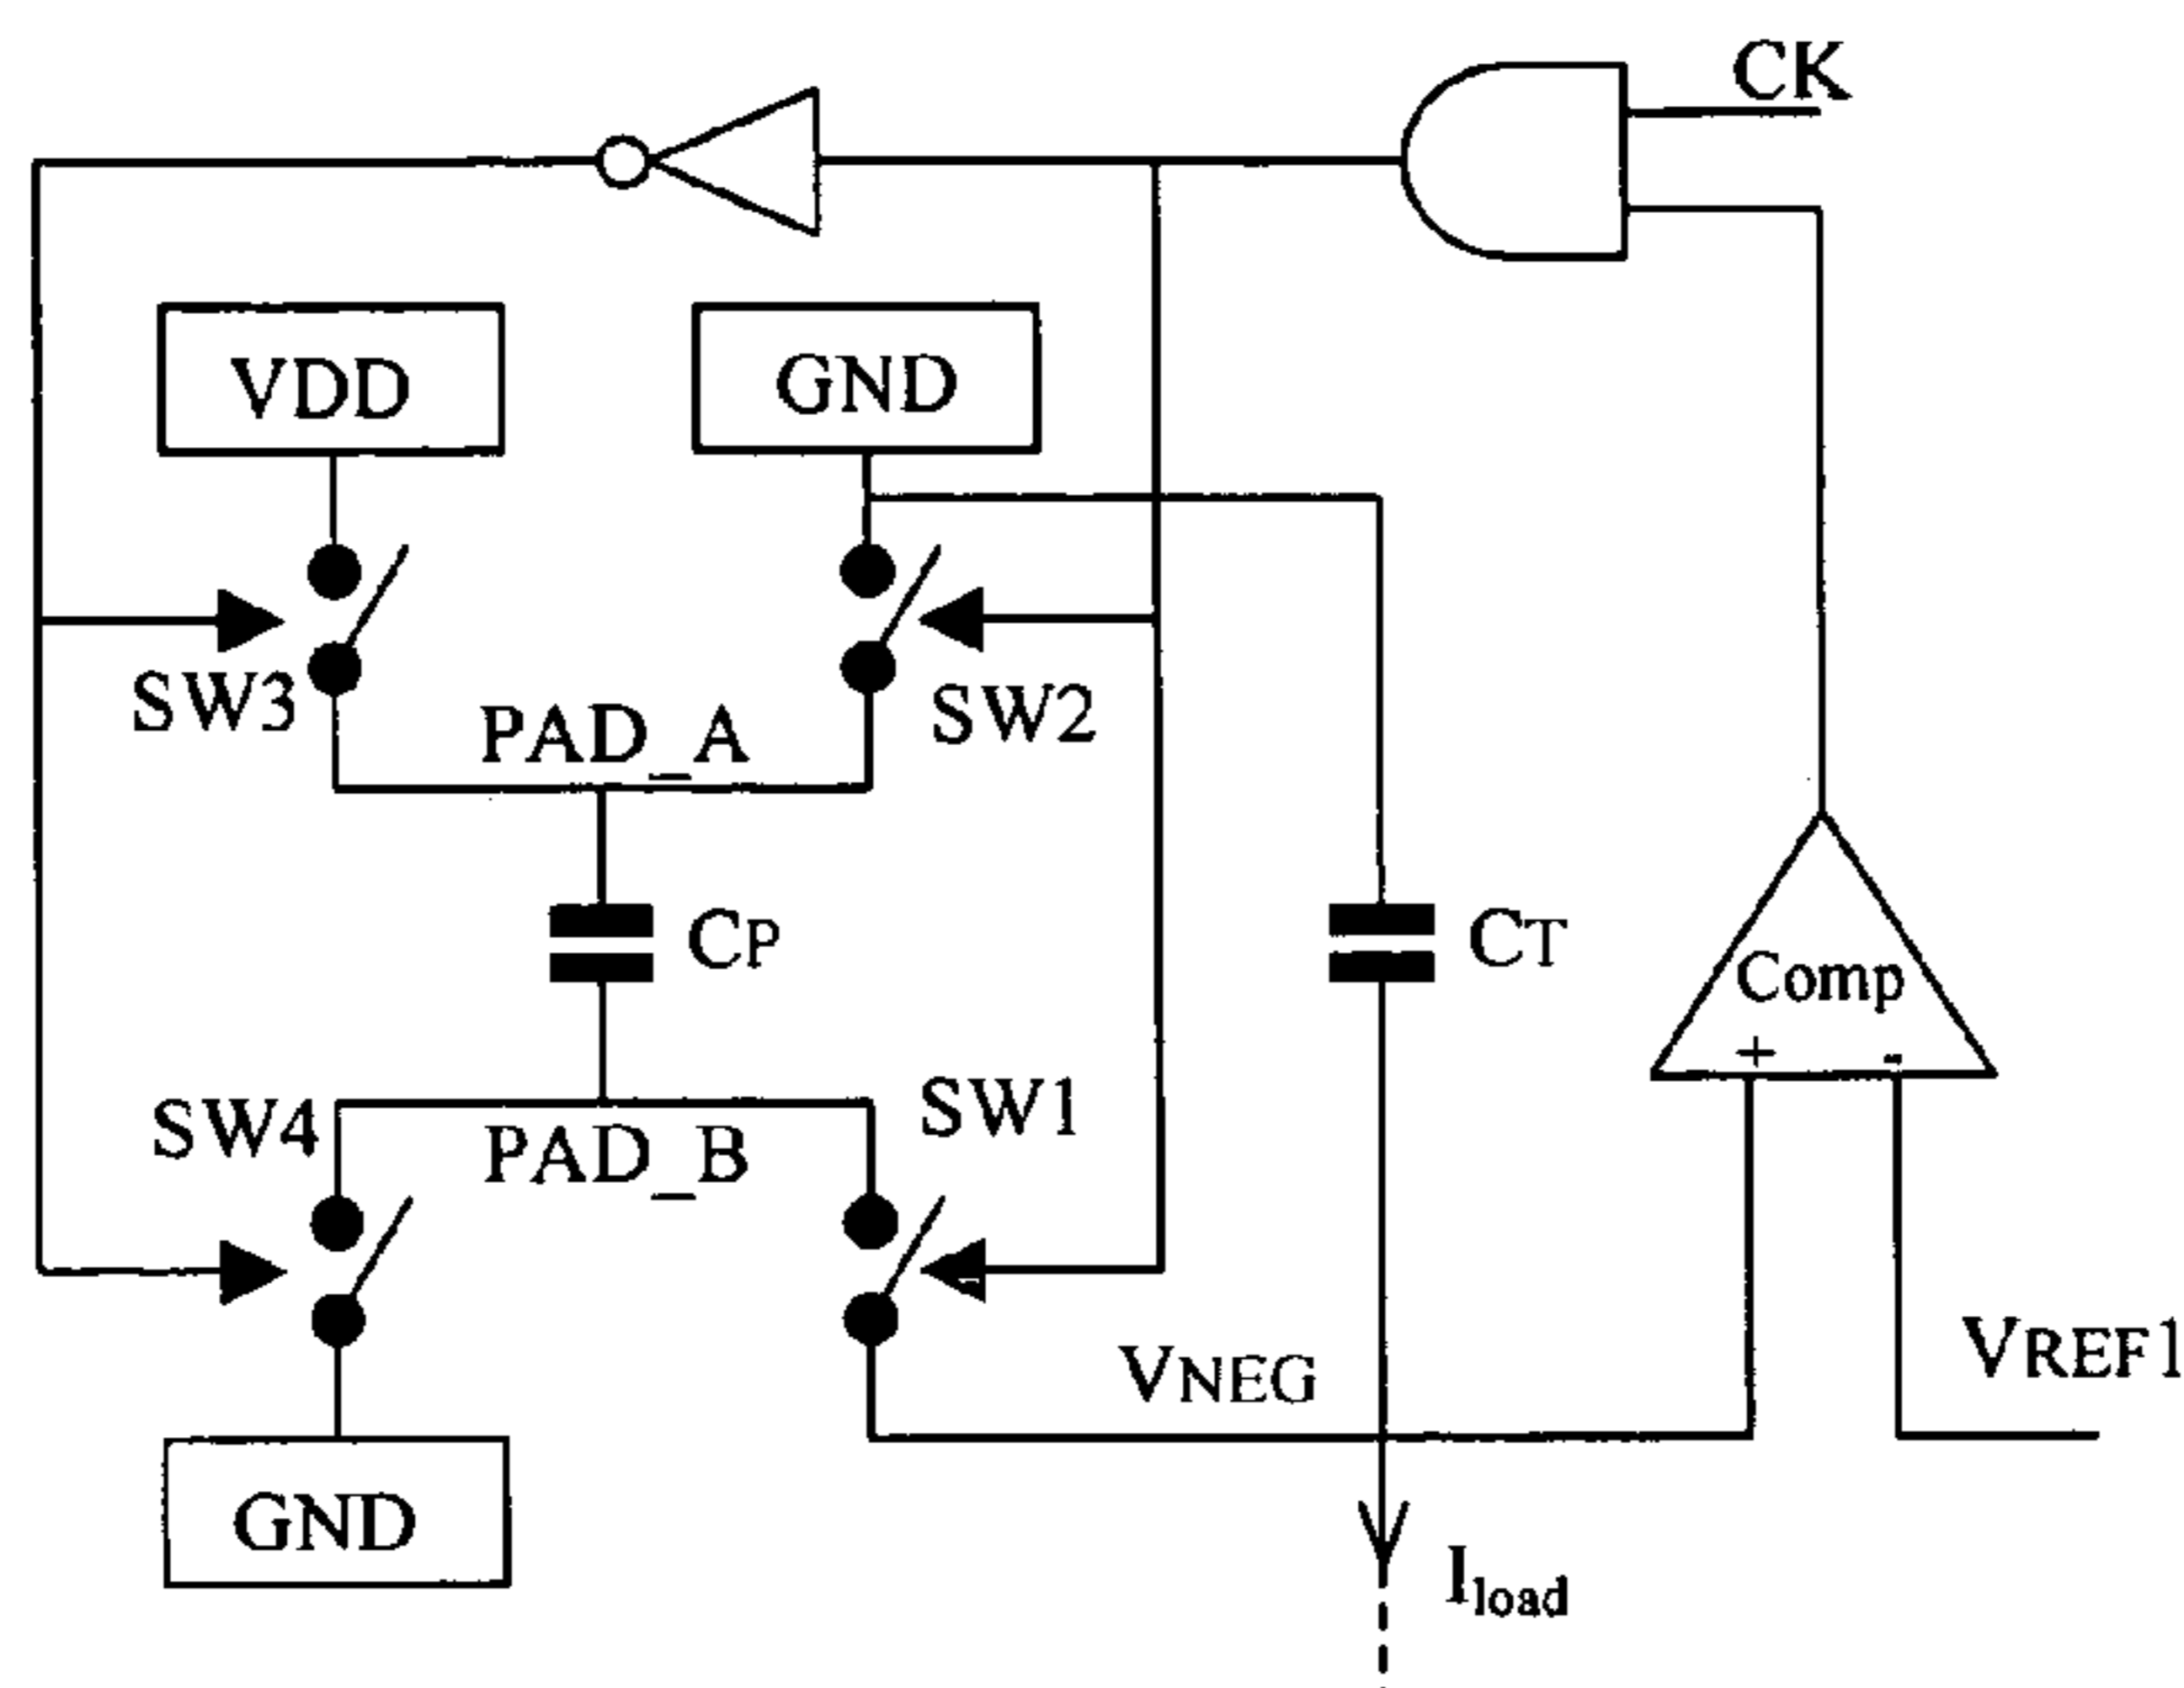 CK
VDD
GND
SW3
PAD_A
SW2
CP
CT
Comp
+ -
SW4
PAD_B
SW1
VNEG
VREF1
GND
Iload